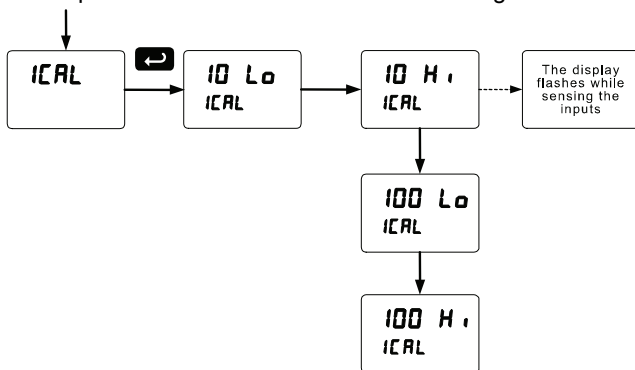 ICAL
10 Lo
ICAL
10 Hi
ICAL
The display
flashes while
sensing the
inputs
100 Lo
ICAL
100 Hi
ICAL